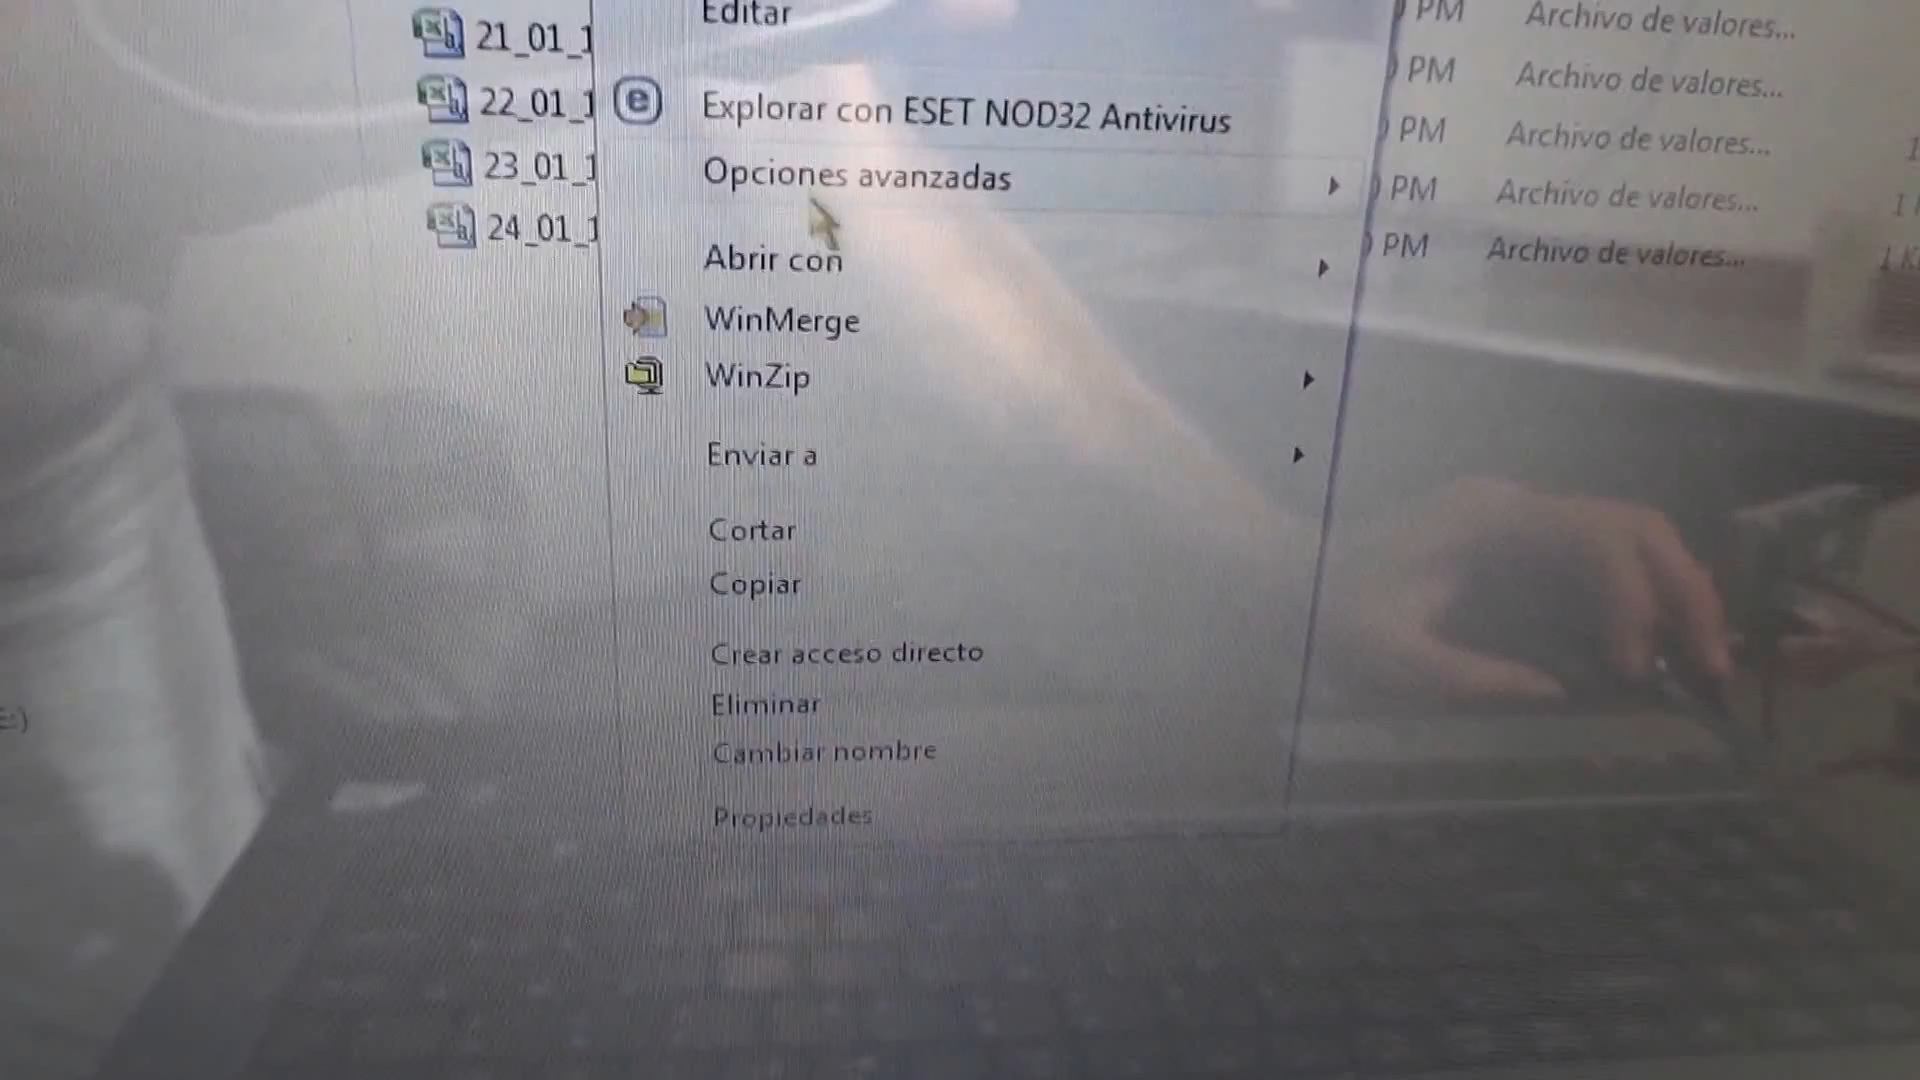 Editar
PM Archivo de valores...
21_01_1
PM Archivo de valores...
22_01_1
Explorar con ESET NOD32 Antivirus
PM Archivo de valores...
23_01_1
Opciones avanzadas
PM Archivo de valores...
24_01_1
Abrir con
PM Archivo de valores...
WinMerge
WinZip
Enviar a
Cortar
Copiar
Crear acceso directo
Eliminar
Cambiar nombre
Propiedades
E:)